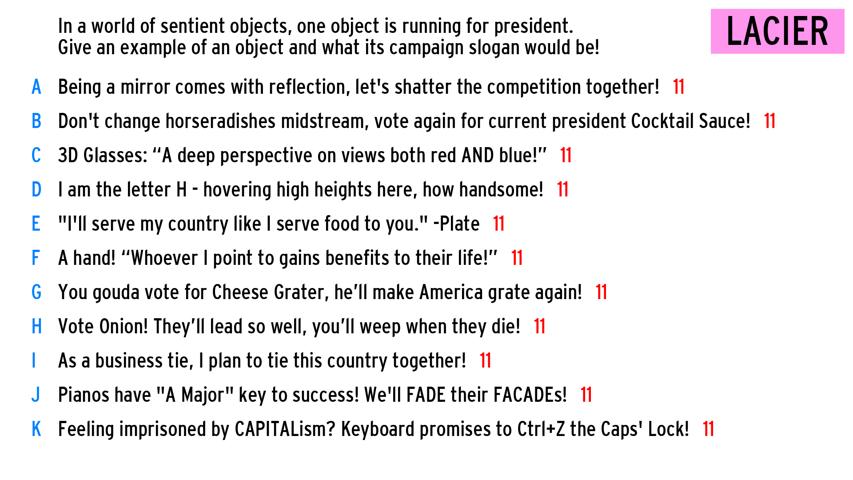 In a world of sentient objects, one object is running for president.
Give an example of an object and what its campaign slogan would be!
LACIER
A Being a mirror comes with reflection, let's shatter the competition together! 11
B Don't change horseradishes midstream, vote again for current president Cocktail Sauce! 11
C 3D Glasses: “A deep perspective on views both red AND blue!” 11
D I am the letter H - hovering high heights here, how handsome! 11
E "I'll serve my country like I serve food to you." -Plate 11
F A hand! “Whoever I point to gains benefits to their life!” 11
G You gouda vote for Cheese Grater, he’ll make America grate again! 11
H Vote Onion! They’ll lead so well, you’ll weep when they die! 11
I As a business tie, I plan to tie this country together! 11
J Pianos have "A Major" key to success! We'll FADE their FACADEs! 11
K Feeling imprisoned by CAPITALism? Keyboard promises to Ctrl+Z the Caps' Lock! 11